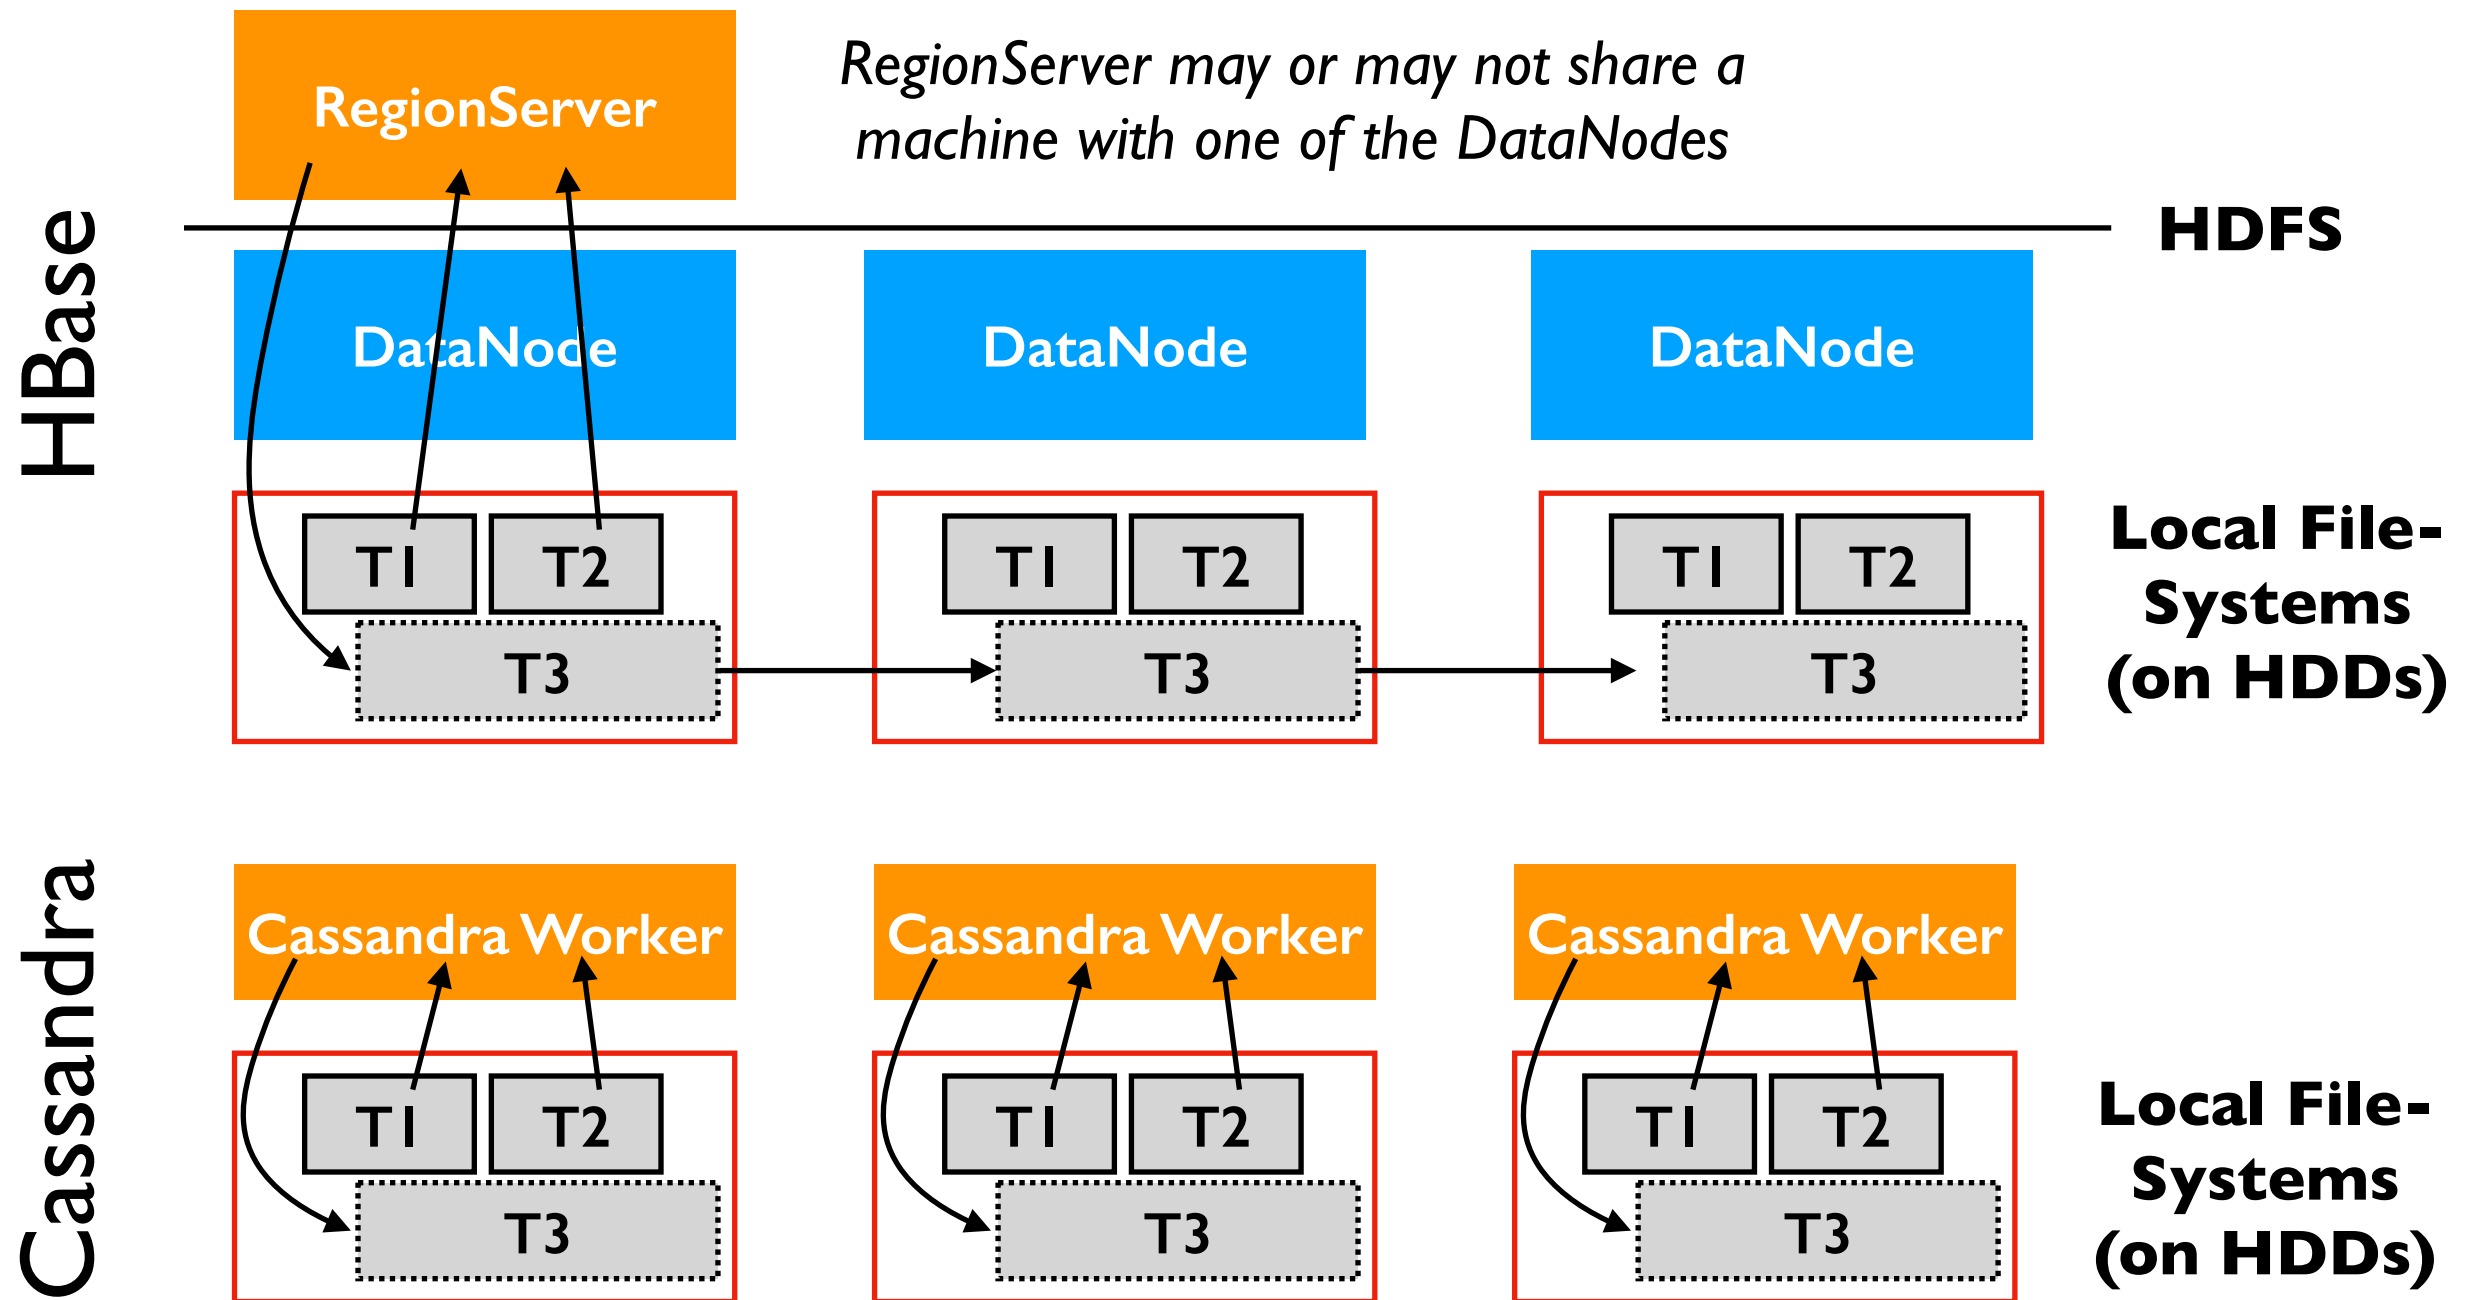 HBase
RegionServer
RegionServer may or may not share a
machine with one of the DataNodes
HDFS
DataNode
DataNode
DataNode
T1
T2
T3
T1
T2
T3
T1
T2
T3
Local File-
Systems
(on HDDs)
Cassandra
Cassandra Worker
Cassandra Worker
Cassandra Worker
T1
T2
T3
T1
T2
T3
T1
T2
T3
Local File-
Systems
(on HDDs)